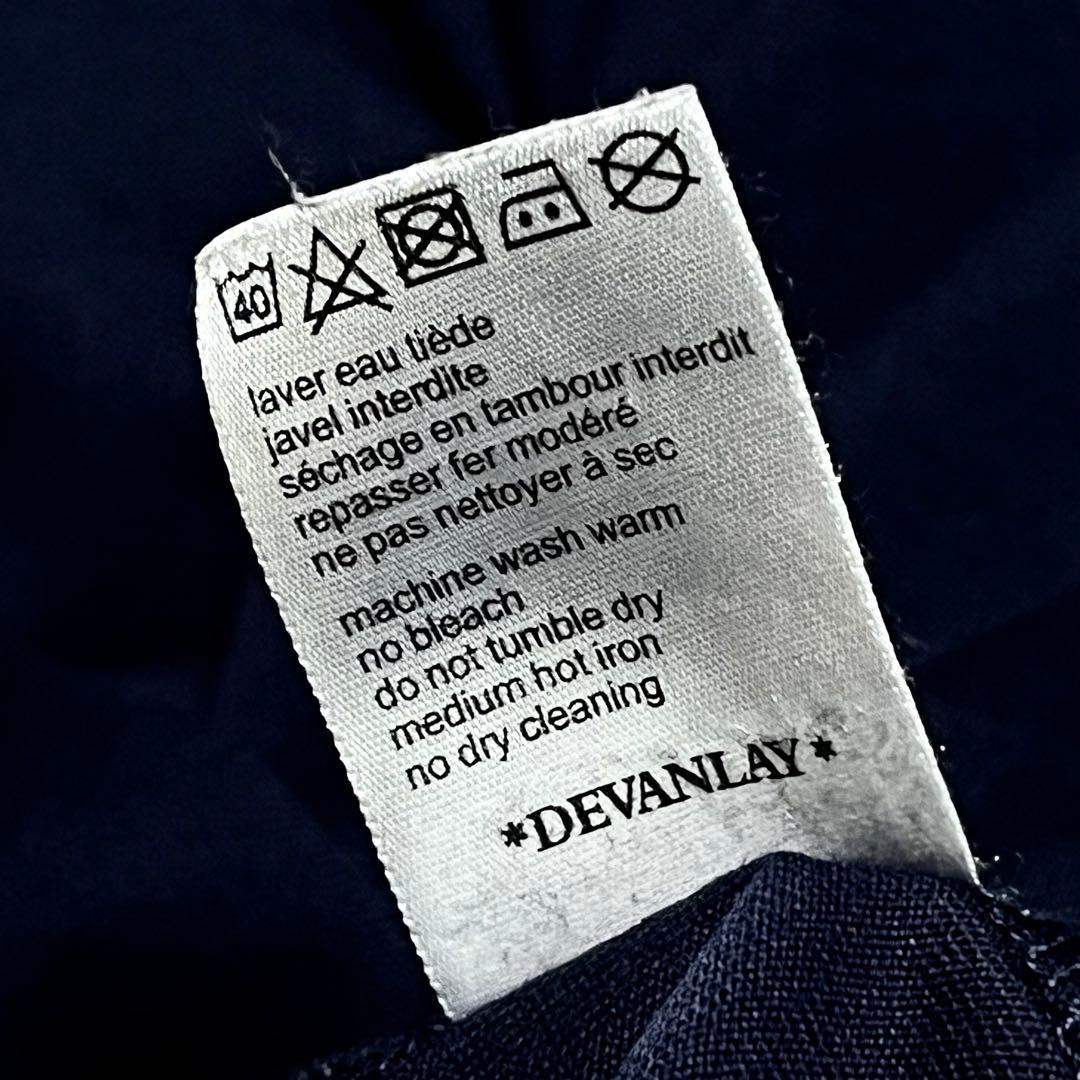 40
laver eau tiède
javel interdite
séchage en tambour interdit
repasser fer modéré
ne pas nettoyer à sec
machine wash warm
no bleach
do not tumble dry
medium hot iron
no dry cleaning
*DEVANLAY*